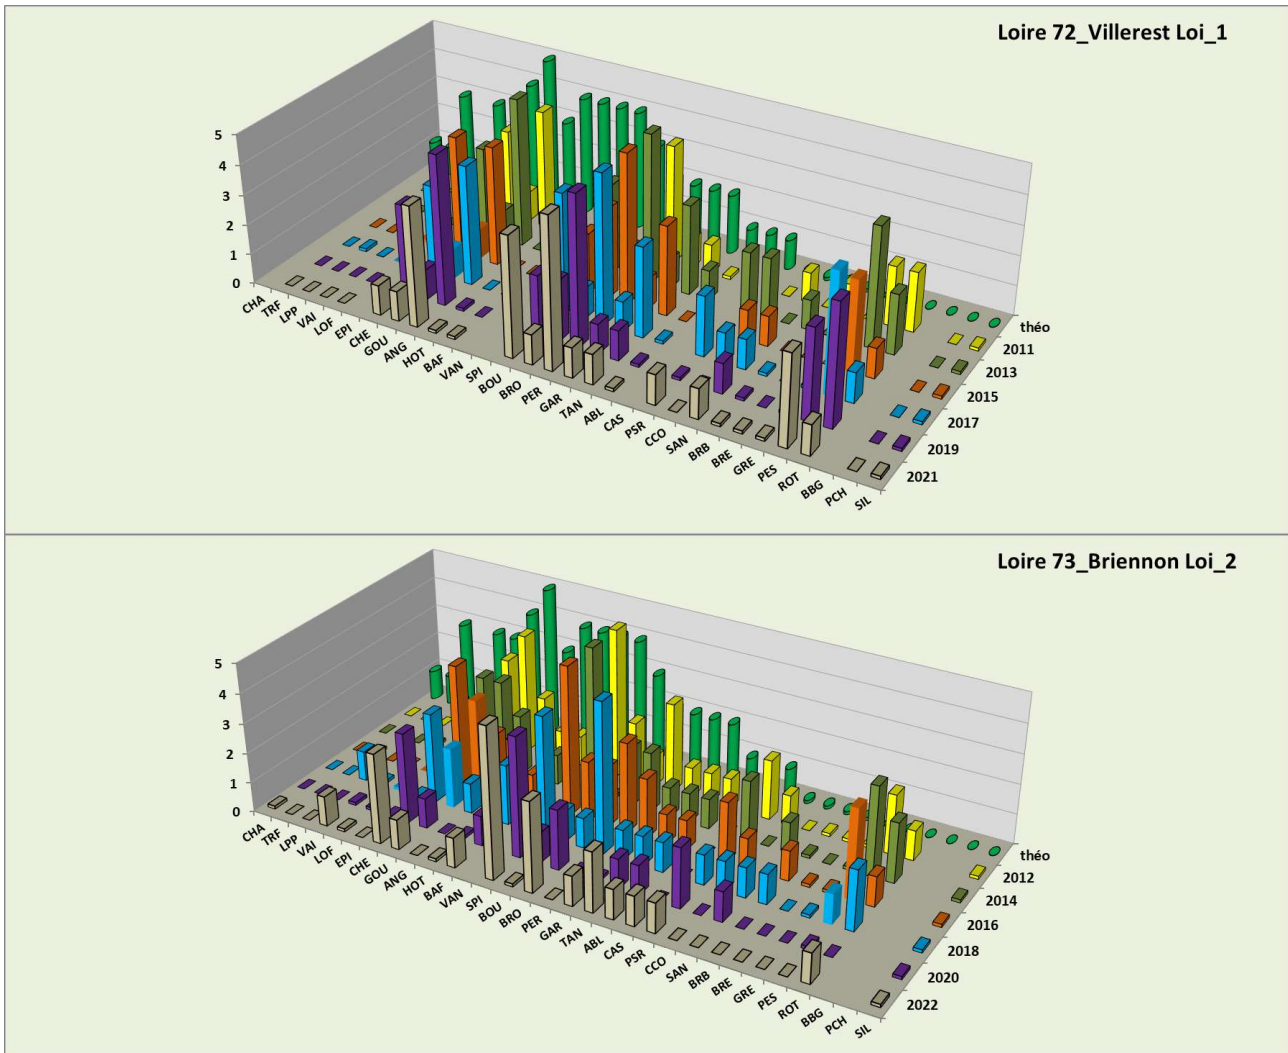 Loire 72_Villerest Loi_1
5
4
3
2
1
0
CHA
TRF
LPP
VAI
LOF
EPI
CHE
GOU
ANG
HOT
BAF
VAN
SPI
BOU
BRO
PER
GAR
TAN
ABL
CAS
PSR
CCO
SAN
BRB
BRE
GRE
PES
ROT
BBG
PCH
SIL
théo
2011
2013
2015
2017
2019
2021
Loire 73_Briennon Loi_2
5
4
3
2
1
0
CHA
TRF
LPP
VAI
LOF
EPI
CHE
GOU
ANG
HOT
BAF
VAN
SPI
BOU
BRO
PER
GAR
TAN
ABL
CAS
PSR
CCO
SAN
BRB
BRE
GRE
PES
ROT
BBG
PCH
SIL
théo
2012
2014
2016
2018
2020
2022